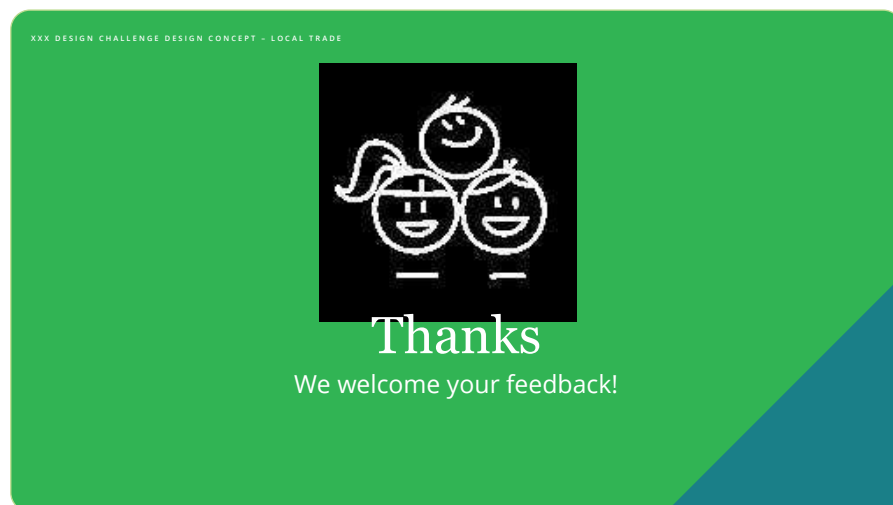 XXX DESIGN CHALLENGE DESIGN CONCEPT – LOCAL TRADE
Thanks
We welcome your feedback!